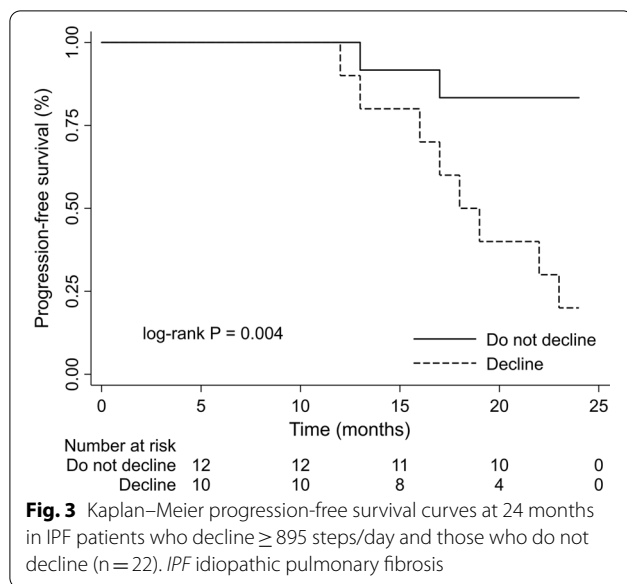 1.00
0.75
0.50
0.25
0.00
Progression-free survival (%)
log-rank P = 0.004
Do not decline
Decline
0 5 10 15 20 25
Time (months)
Number at risk
Do not decline 12 12 11 10 0
Decline 10 10 8 4 0
Fig. 3 Kaplan–Meier progression-free survival curves at 24 months
in IPF patients who decline ≥ 895 steps/day and those who do not
decline (n = 22). IPF idiopathic pulmonary fibrosis